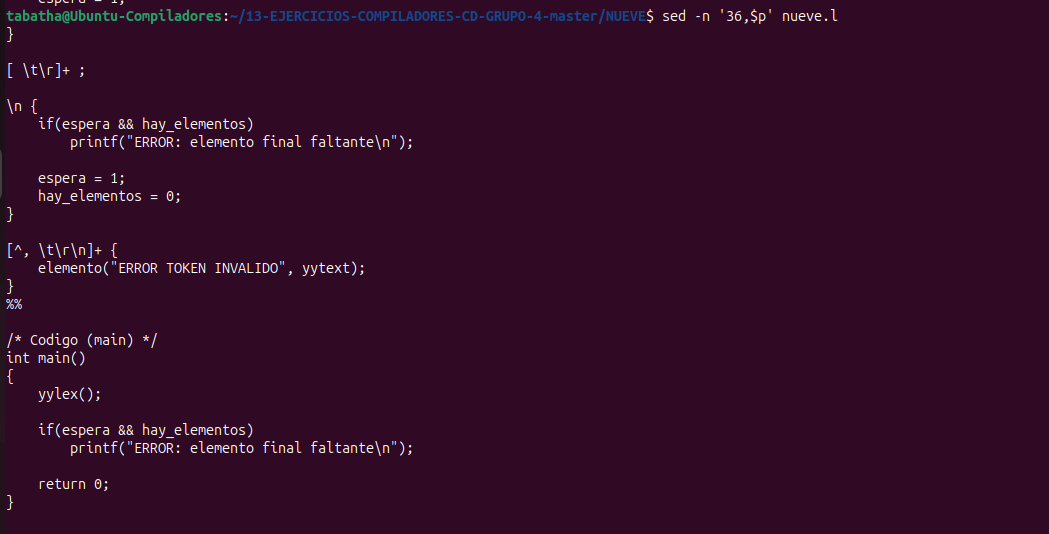 espera = 1;
tabatha@Ubuntu-Compiladores:~/13-EJERCICIOS-COMPILADORES-CD-GRUPO-4-master/NUEVE$ sed -n '36,$p' nueve.l
}

[ \t\r]+ ;

\n {
    if(espera && hay_elementos)
        printf("ERROR: elemento final faltante\n");

    espera = 1;
    hay_elementos = 0;
}

[^, \t\r\n]+ {
    elemento("ERROR TOKEN INVALIDO", yytext);
}
%%

/* Codigo (main) */
int main()
{
    yylex();

    if(espera && hay_elementos)
        printf("ERROR: elemento final faltante\n");

    return 0;
}